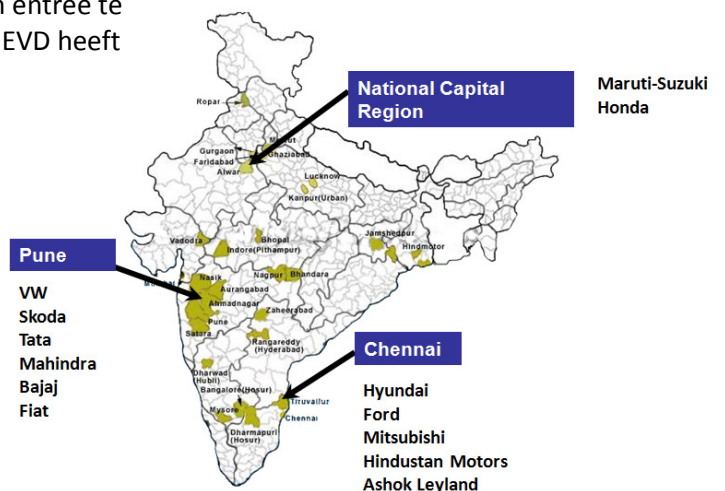 n entrée te
EVD heeft
National Capital
Region
Maruti-Suzuki
Honda
Ropar
Gurgaon
Faridabad
Ghaziabad
Alwar
Lucknow
Kanpur(Urban)
Vadodra
Bhopal
Indore(Pithampur)
Jamshedpur
Hindmotor
Pune
VW
Skoda
Tata
Mahindra
Bajaj
Fiat
Nasik
Nagpur
Bhandara
Aurangabad
Ahmadnagar
Zaheerabad
Pune
Satara
Rangareddy
(Hyderabad)
Chennai
Hyundai
Ford
Mitsubishi
Hindustan Motors
Ashok Leyland
Dharwad
(Hubli)
Bangalore(Hosur)
Mysore
Tiruvallur
Chennai
Dharmapuri
(Hosur)